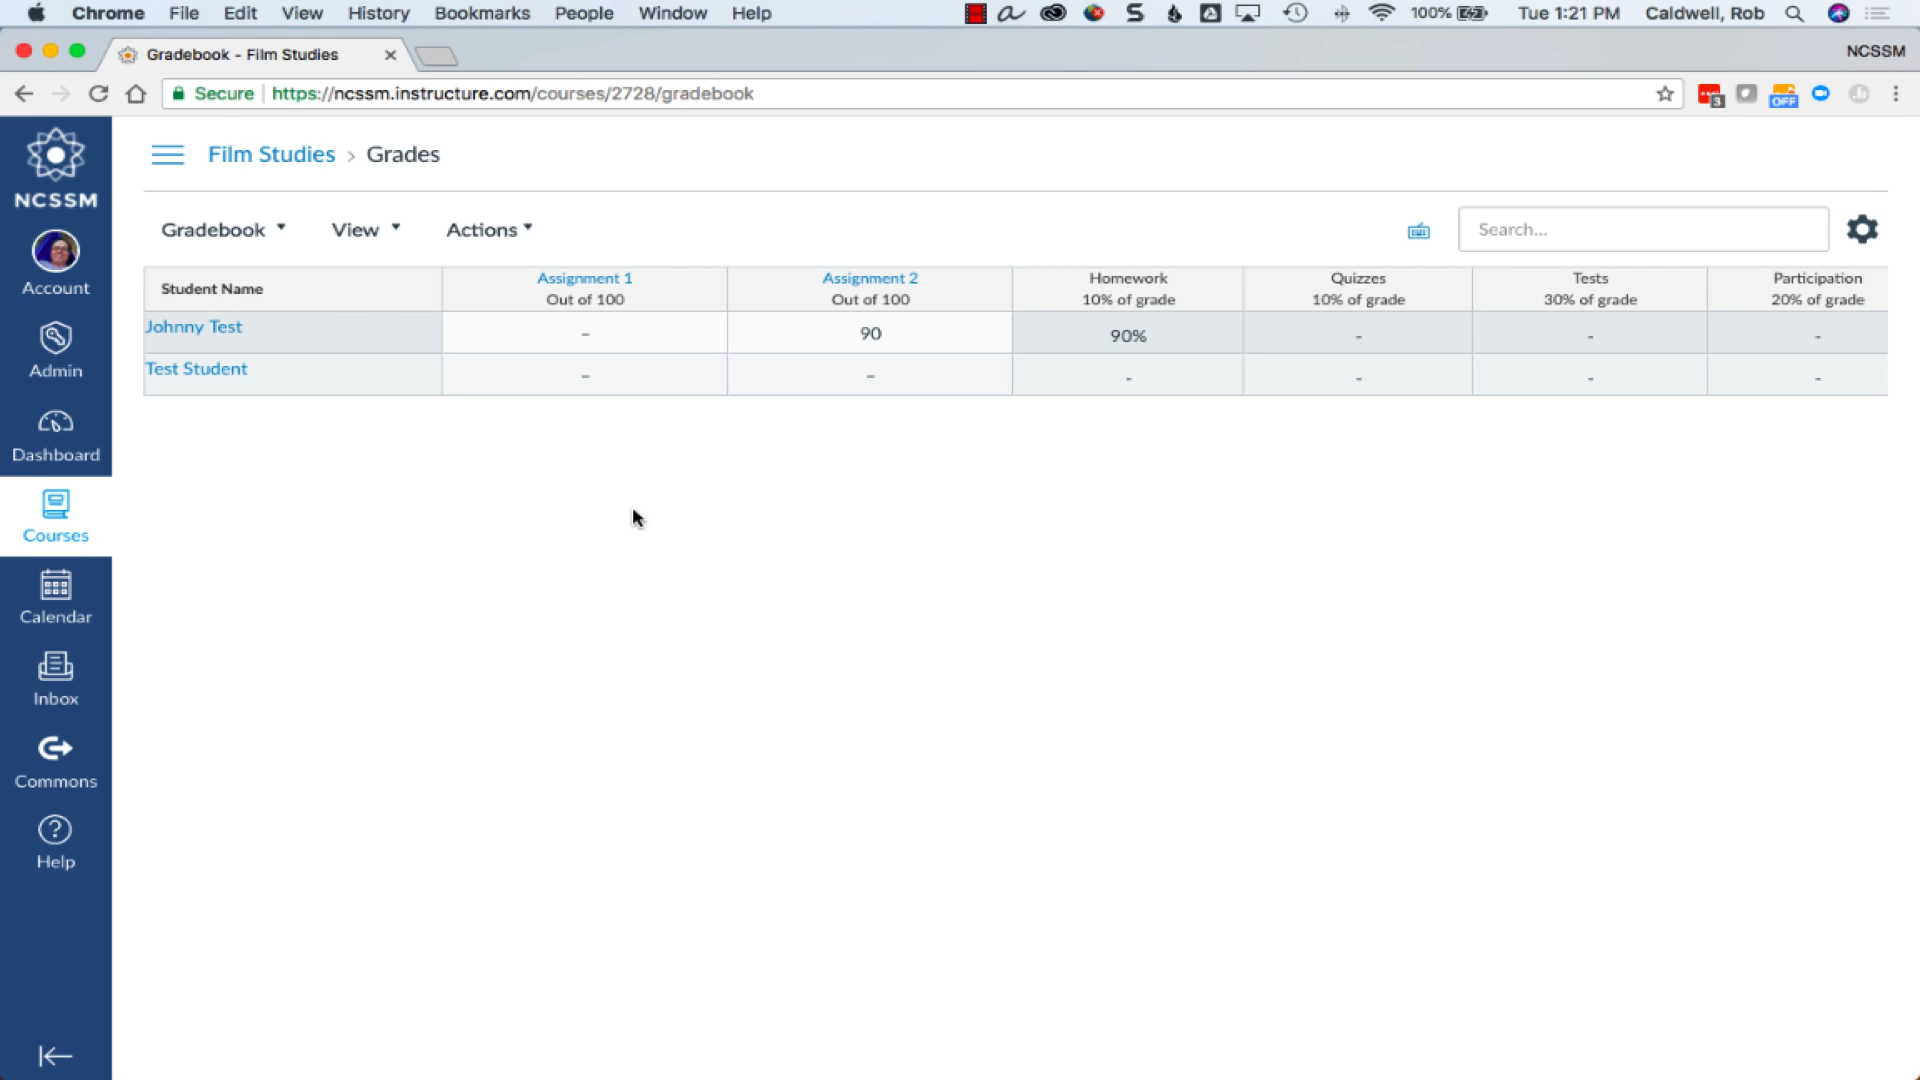 Chrome File Edit View History Bookmarks People Window Help 100% Tue 1:21 PM Caldwell, Rob
Gradebook - Film Studies NCSSM
Secure https://ncssm.instructure.com/courses/2728/gradebook 3 OFF
NCSSM
Account
Admin
Dashboard
Courses
Calendar
Inbox
Commons
Help
Film Studies > Grades
Gradebook View Actions Search...
Student Name Assignment 1 Assignment 2 Homework Quizzes Tests Participation
Out of 100 Out of 100 10% of grade 10% of grade 30% of grade 20% of grade
Johnny Test – 90 90% - - -
Test Student – – - - - -